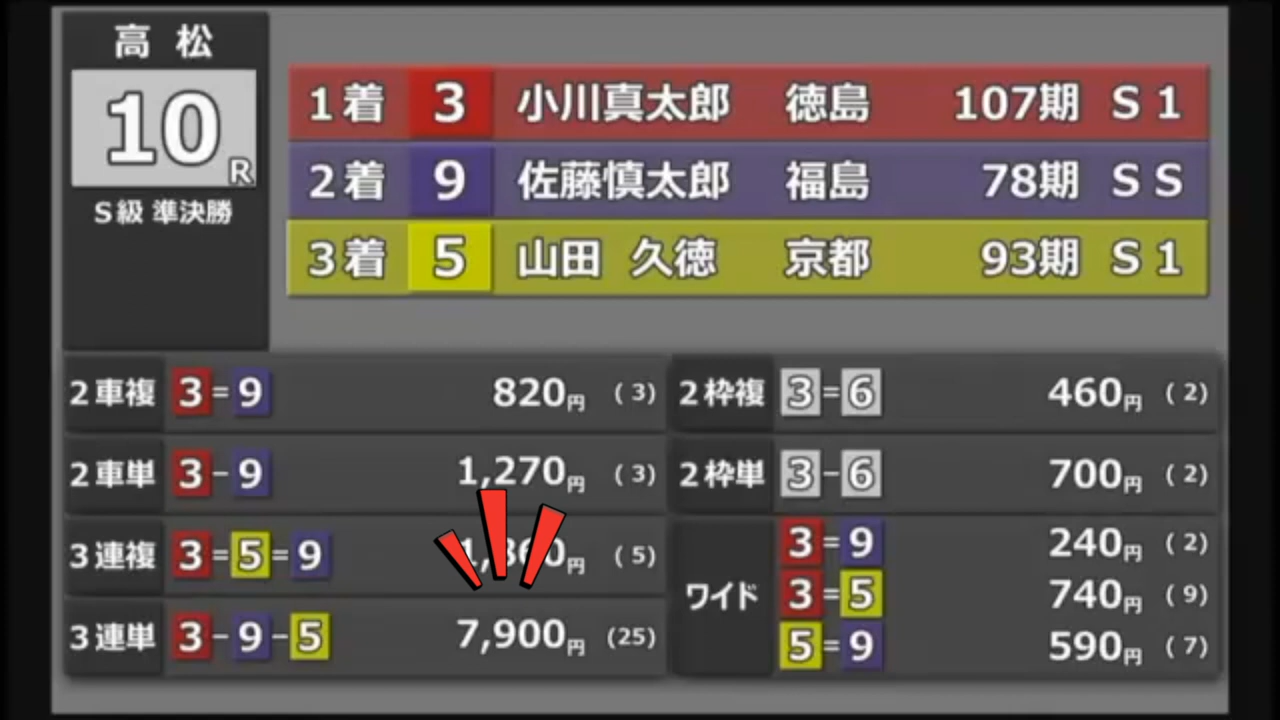 高松
10R
S級 準決勝
1着 3 小川真太郎 徳島 107期 S1
2着 9 佐藤慎太郎 福島 78期 SS
3着 5 山田 久徳 京都 93期 S1
2車複 3=9 820円 (3)
2車単 3-9 1,270円 (3)
3連複 3=5=9 円 (5)
3連単 3-9-5 7,900円 (25)
2枠複 3=6 460円 (2)
2枠単 3-6 700円 (2)
ワイド
3=9 240円 (2)
3=5 740円 (9)
5=9 590円 (7)